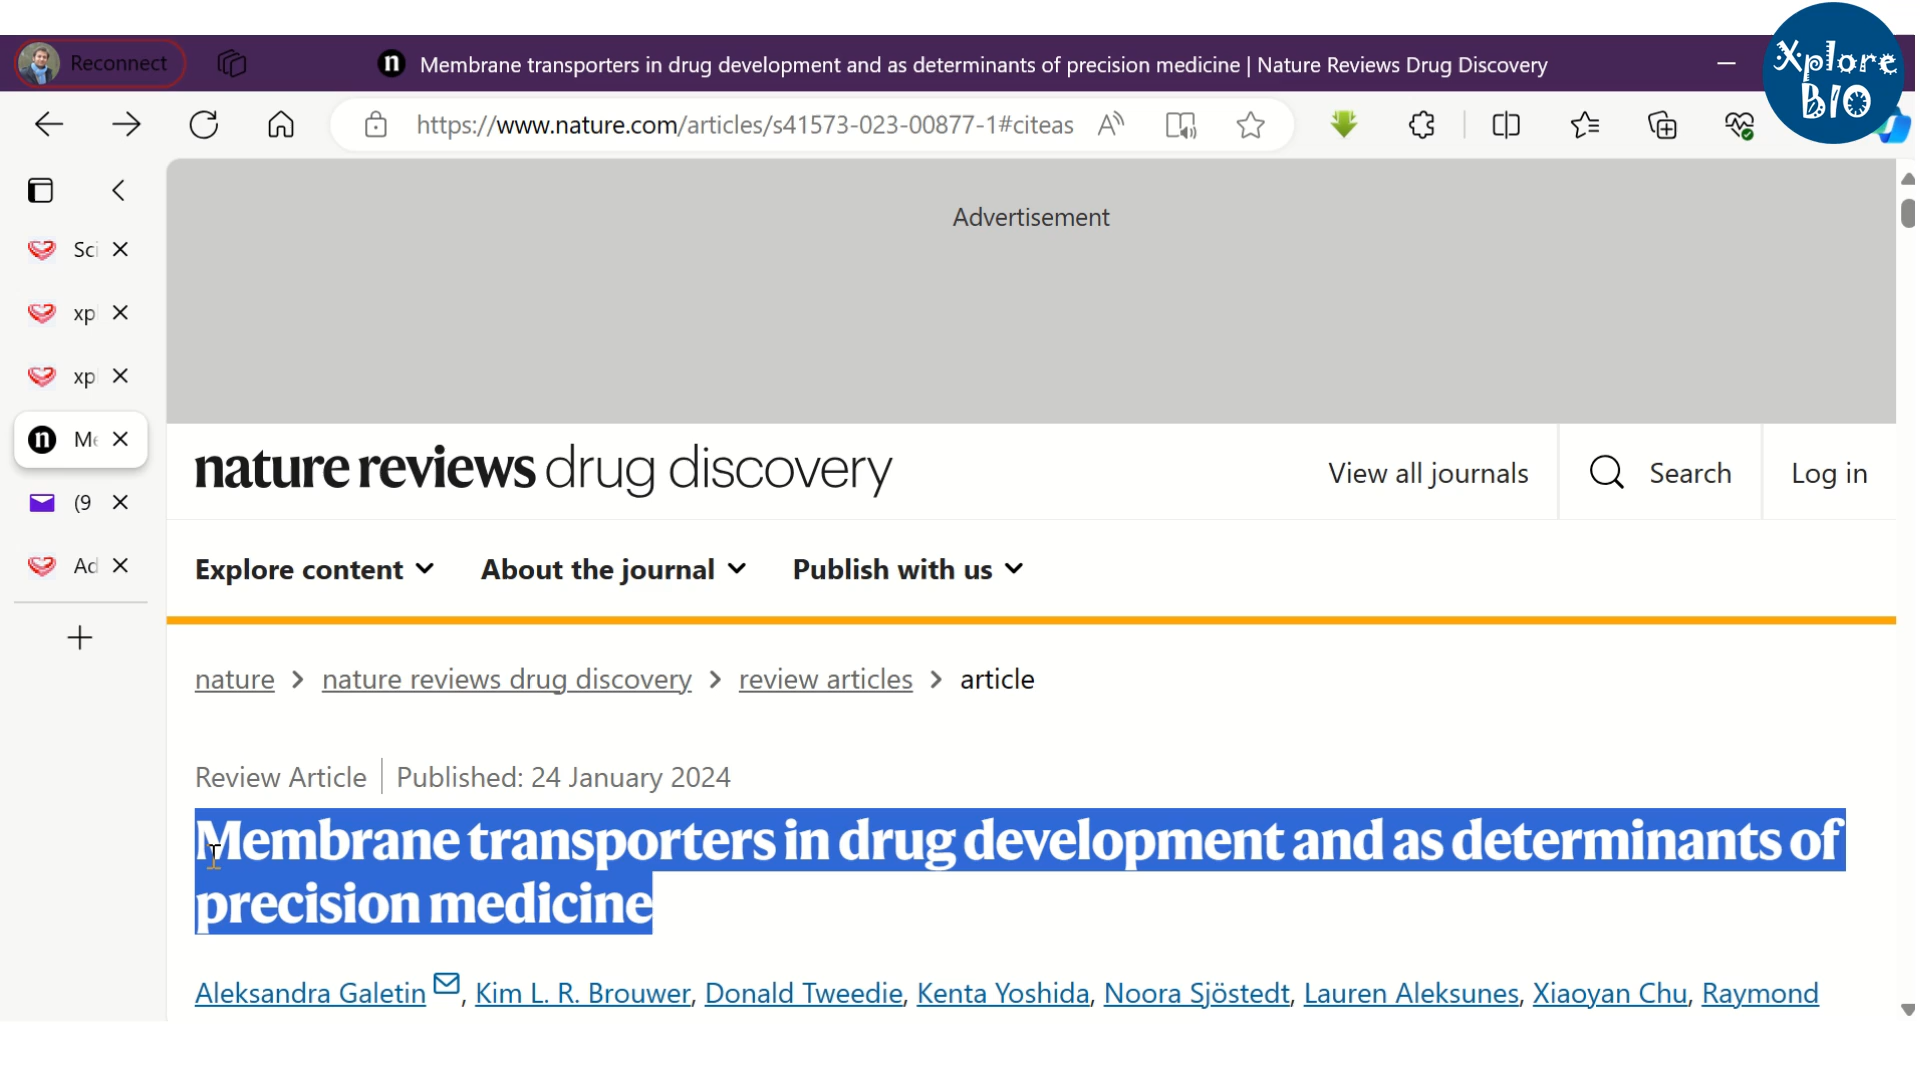 Xplore
BIO
Reconnect
n Membrane transporters in drug development and as determinants of precision medicine | Nature Reviews Drug Discovery
https://www.nature.com/articles/s41573-023-00877-1#citeas
Sci
xp
xp
n Me
(9
Ad
Advertisement
nature reviews drug discovery
View all journals
Search
Log in
Explore content
About the journal
Publish with us
nature > nature reviews drug discovery > review articles > article
Review Article | Published: 24 January 2024
Membrane transporters in drug development and as determinants of
precision medicine
Aleksandra Galetin, Kim L. R. Brouwer, Donald Tweedie, Kenta Yoshida, Noora Sjöstedt, Lauren Aleksunes, Xiaoyan Chu, Raymond